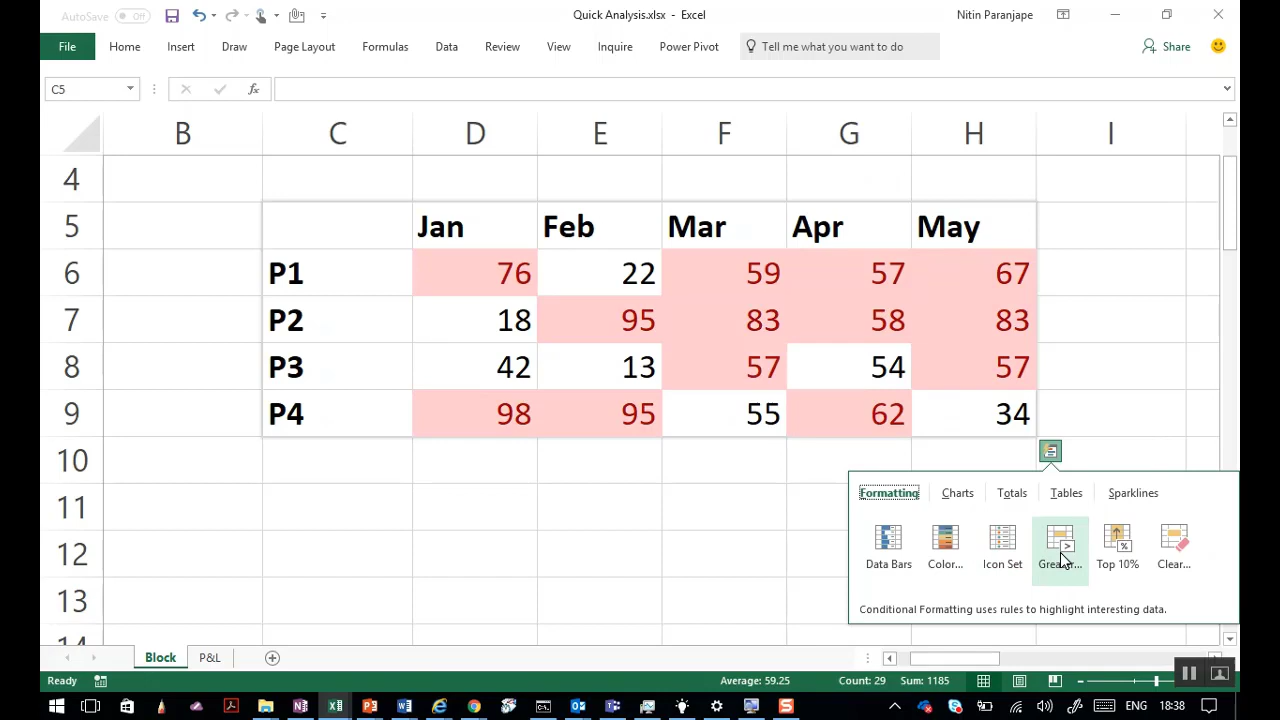 AutoSave Off Quick Analysis.xlsx - Excel Nitin Paranjape
File Home Insert Draw Page Layout Formulas Data Review View Inquire Power Pivot Tell me what you want to do Share
C5 fx
B C D E F G H I
4
5 Jan Feb Mar Apr May
6 P1 76 22 59 57 67
7 P2 18 95 83 58 83
8 P3 42 13 57 54 57
9 P4 98 95 55 62 34
10
11 Formatting Charts Totals Tables Sparklines
12 Data Bars Color... Icon Set Top 10% Clear...
13 Conditional Formatting uses rules to highlight interesting data.
14
Block P&L
Ready Average: 59.25 Count: 29 Sum: 1185
ENG 18:38